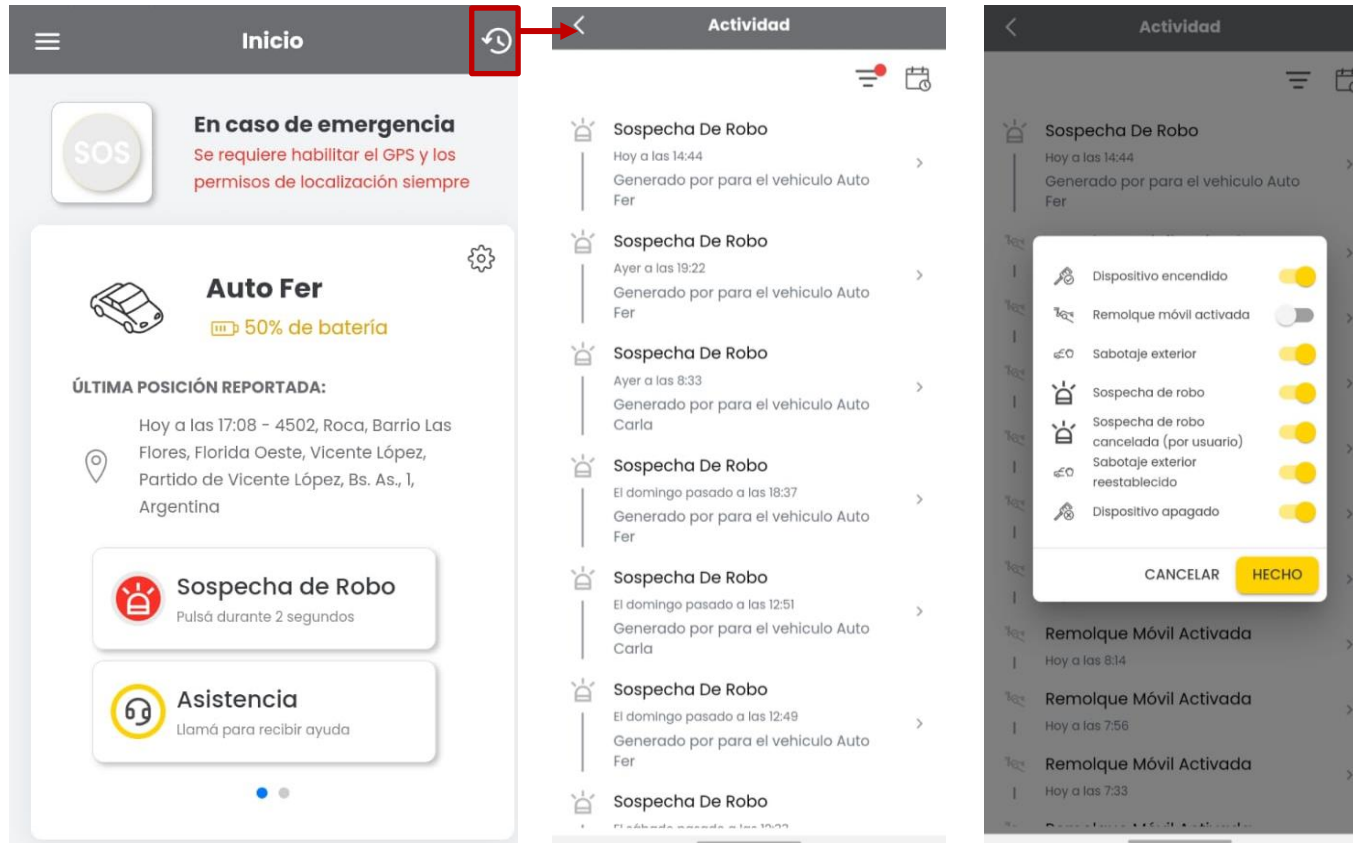 Inicio
SOS
En caso de emergencia
Se requiere habilitar el GPS y los
permisos de localización siempre
Auto Fer
50% de batería
ÚLTIMA POSICIÓN REPORTADA:
Hoy a las 17:08 - 4502, Roca, Barrio Las
Flores, Florida Oeste, Vicente López,
Partido de Vicente López, Bs. As., 1,
Argentina
Sospecha de Robo
Pulsá durante 2 segundos
Asistencia
Llamá para recibir ayuda
Actividad
Sospecha De Robo
Hoy a las 14:44
Generado por para el vehiculo Auto
Fer
Sospecha De Robo
Ayer a las 19:22
Generado por para el vehiculo Auto
Fer
Sospecha De Robo
Ayer a las 8:33
Generado por para el vehiculo Auto
Carla
Sospecha De Robo
El domingo pasado a las 18:37
Generado por para el vehiculo Auto
Fer
Sospecha De Robo
El domingo pasado a las 12:51
Generado por para el vehiculo Auto
Carla
Sospecha De Robo
El domingo pasado a las 12:49
Generado por para el vehiculo Auto
Fer
Sospecha De Robo
Actividad
Sospecha De Robo
Hoy a las 14:44
Generado por para el vehiculo Auto
Fer
Dispositivo encendido
Remolque móvil activada
Sabotaje exterior
Sospecha de robo
Sospecha de robo
cancelada (por usuario)
Sabotaje exterior
reestablecido
Dispositivo apagado
CANCELAR HECHO
Remolque Móvil Activada
Hoy a las 8:14
Remolque Móvil Activada
Hoy a las 7:56
Remolque Móvil Activada
Hoy a las 7:33